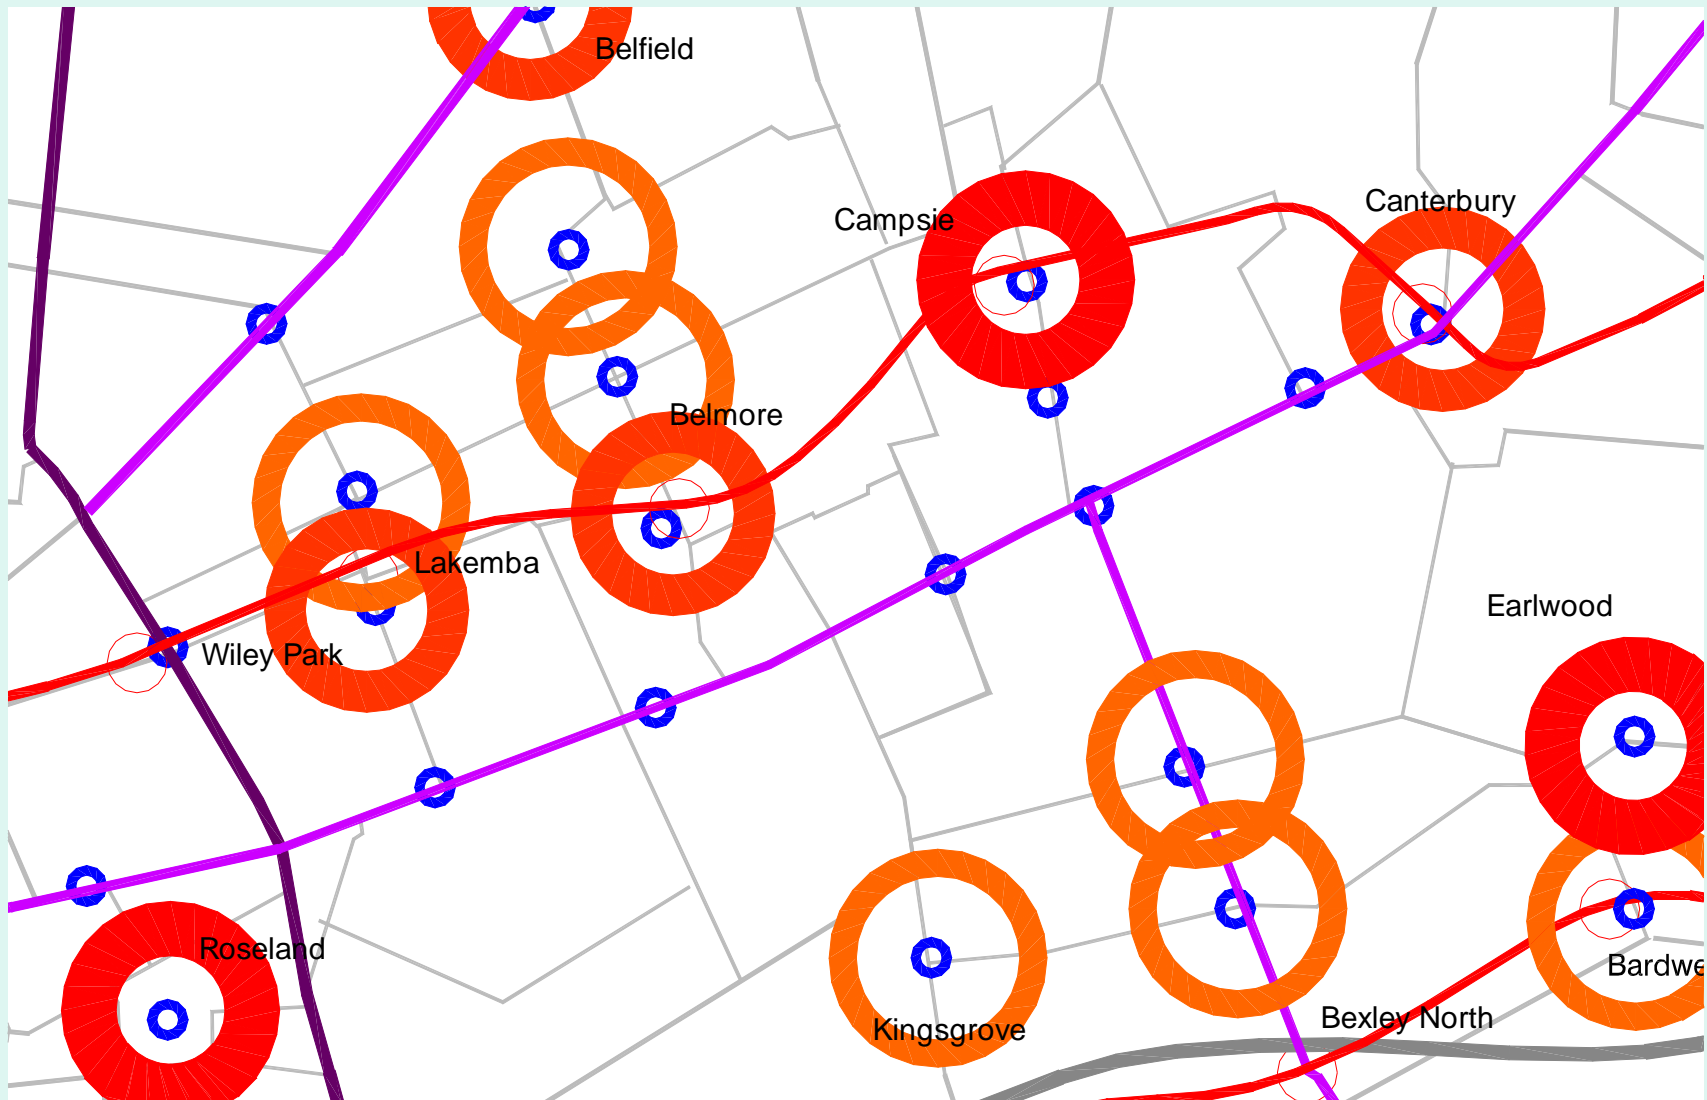 Belfield
Canterbury
Campsie
Belmore
Lakemba
Earlwood
Wiley Park
Roseland
Bardwe
Kingsgrove
Bexley North